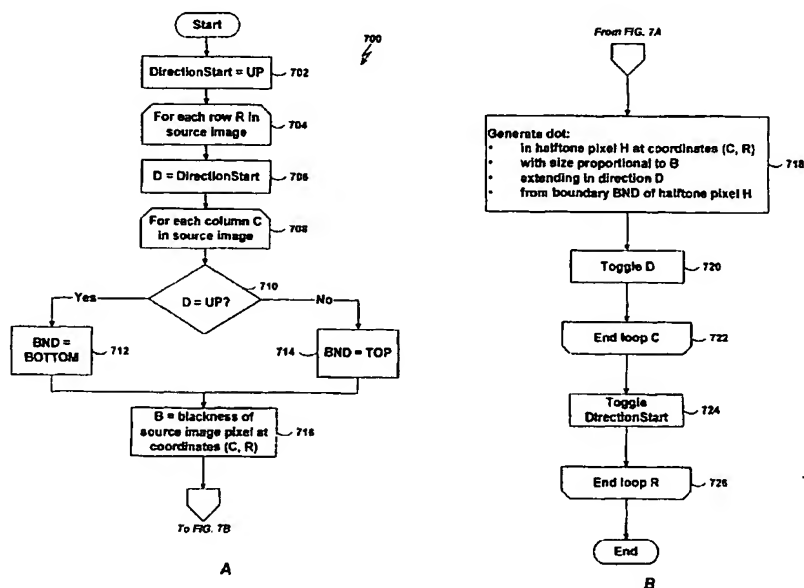 Start
700
DirectionStart = UP
702
For each row R in
source image
704
D = DirectionStart
706
For each column C
in source image
708
D = UP?
710
Yes
No
BND =
BOTTOM
712
714
BND = TOP
B = blackness of
source image pixel at
coordinates (C, R)
716
To FIG. 7B
A
From FIG. 7A
Generate dot:
• in halftone pixel H at coordinates (C, R)
• with size proportional to B
• extending in direction D
• from boundary BND of halftone pixel H
718
Toggle D
720
End loop C
722
Toggle
DirectionStart
724
End loop R
726
End
B